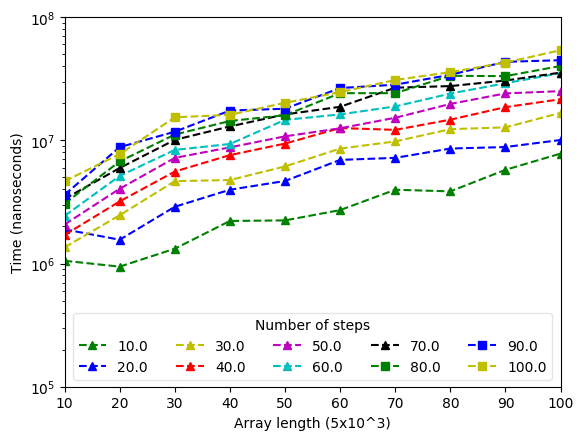 10^8
10^7
10^6
10^5
Time (nanoseconds)
Number of steps
10.0 30.0 50.0 70.0 90.0
20.0 40.0 60.0 80.0 100.0
10 20 30 40 50 60 70 80 90 100
Array length (5x10^3)